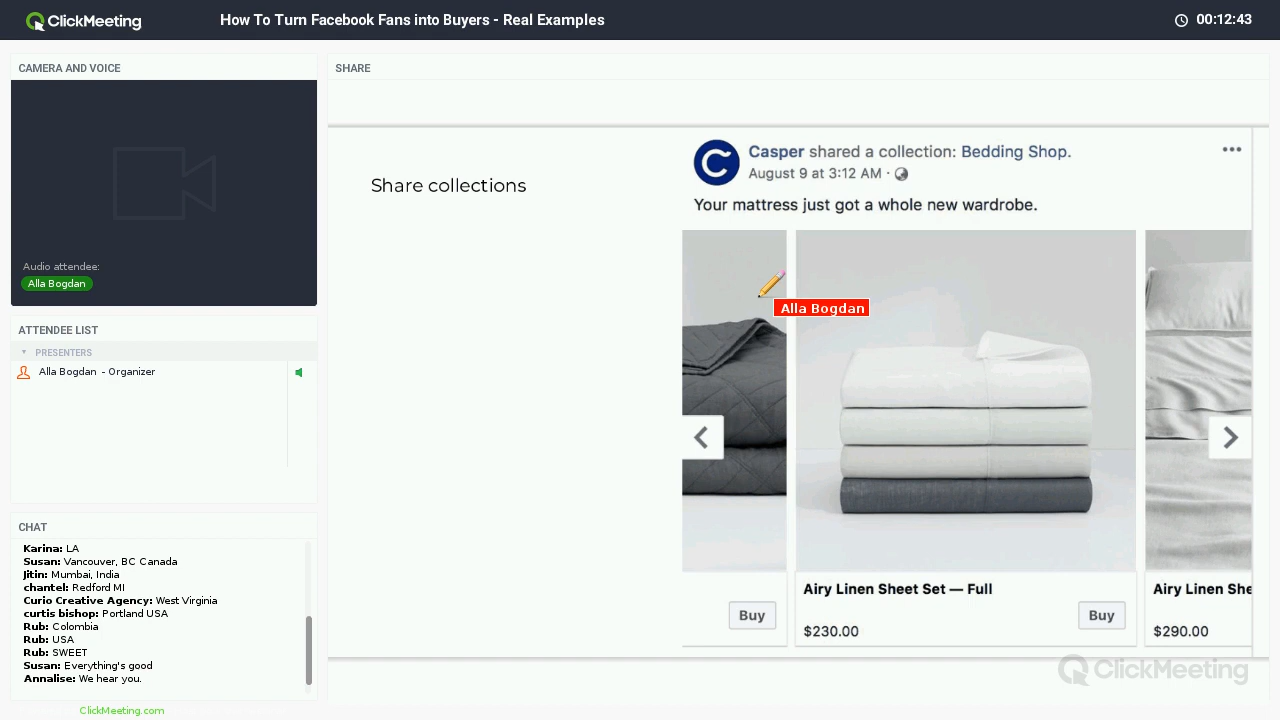 ClickMeeting
How To Turn Facebook Fans into Buyers - Real Examples
00:12:43
CAMERA AND VOICE
Audio attendee:
Alla Bogdan
ATTENDEE LIST
PRESENTERS
Alla Bogdan - Organizer
CHAT
Karina: LA
Susan: Vancouver, BC Canada
Jitin: Mumbai, India
chantel: Redford MI
Curio Creative Agency: West Virginia
curtis bishop: Portland USA
Rub: Colombia
Rub: USA
Rub: SWEET
Susan: Everything's good
Annalise: We hear you.
ClickMeeting.com
SHARE
Share collections
Casper shared a collection: Bedding Shop.
August 9 at 3:12 AM ·
Your mattress just got a whole new wardrobe.
Alla Bogdan
Buy
Airy Linen Sheet Set — Full
$230.00
Buy
Airy Linen She
$290.00
ClickMeeting